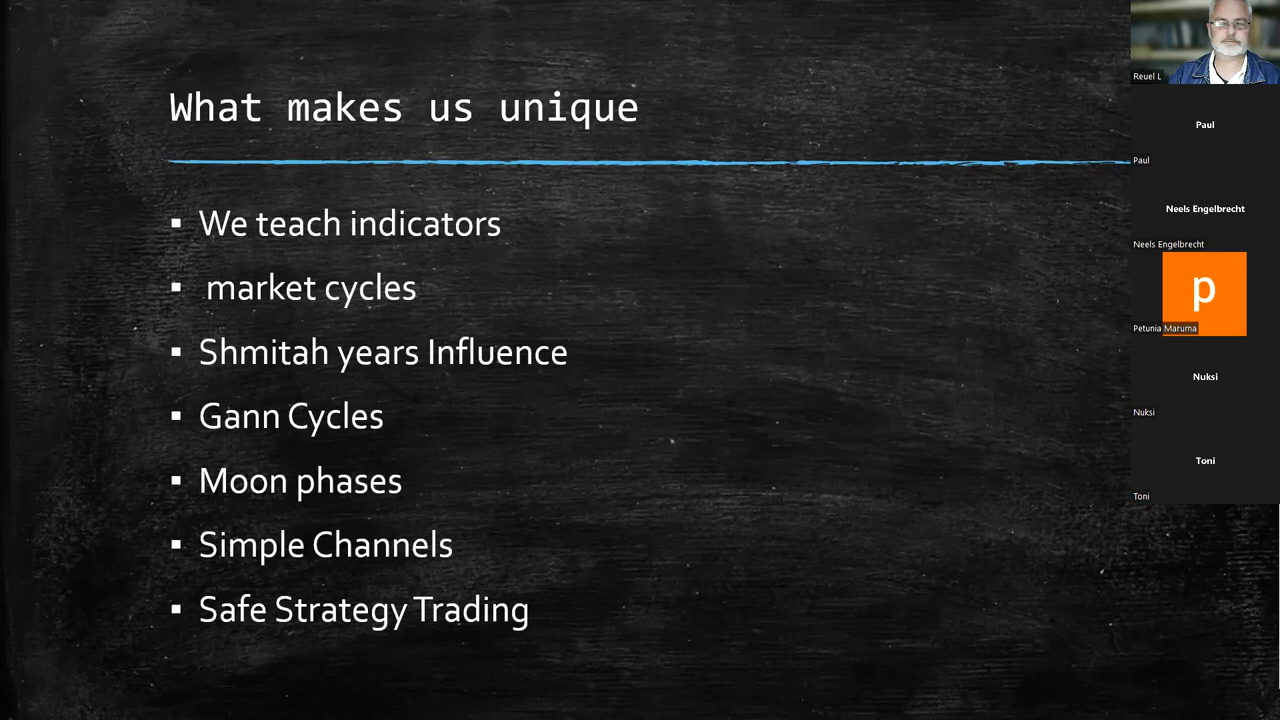 What makes us unique
▪ We teach indicators
▪ market cycles
▪ Shmitah years Influence
▪ Gann Cycles
▪ Moon phases
▪ Simple Channels
▪ Safe Strategy Trading
Reuel L
Paul
Paul
Neels Engelbrecht
Neels Engelbrecht
p
Petunia Maruma
Nuksi
Nuksi
Toni
Toni